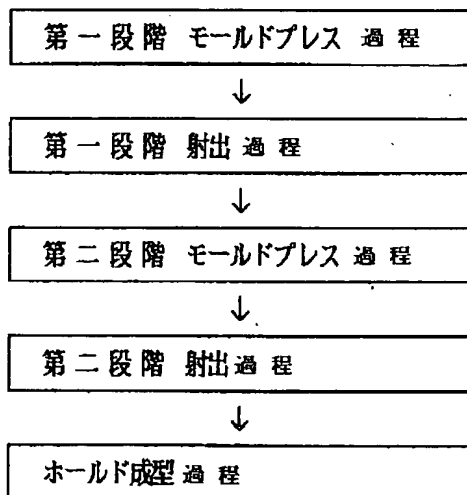 第一段階 モールドプレス 過程
↓
第一段階 射出過程
↓
第二段階 モールドプレス 過程
↓
第二段階 射出過程
↓
ホールド成型過程